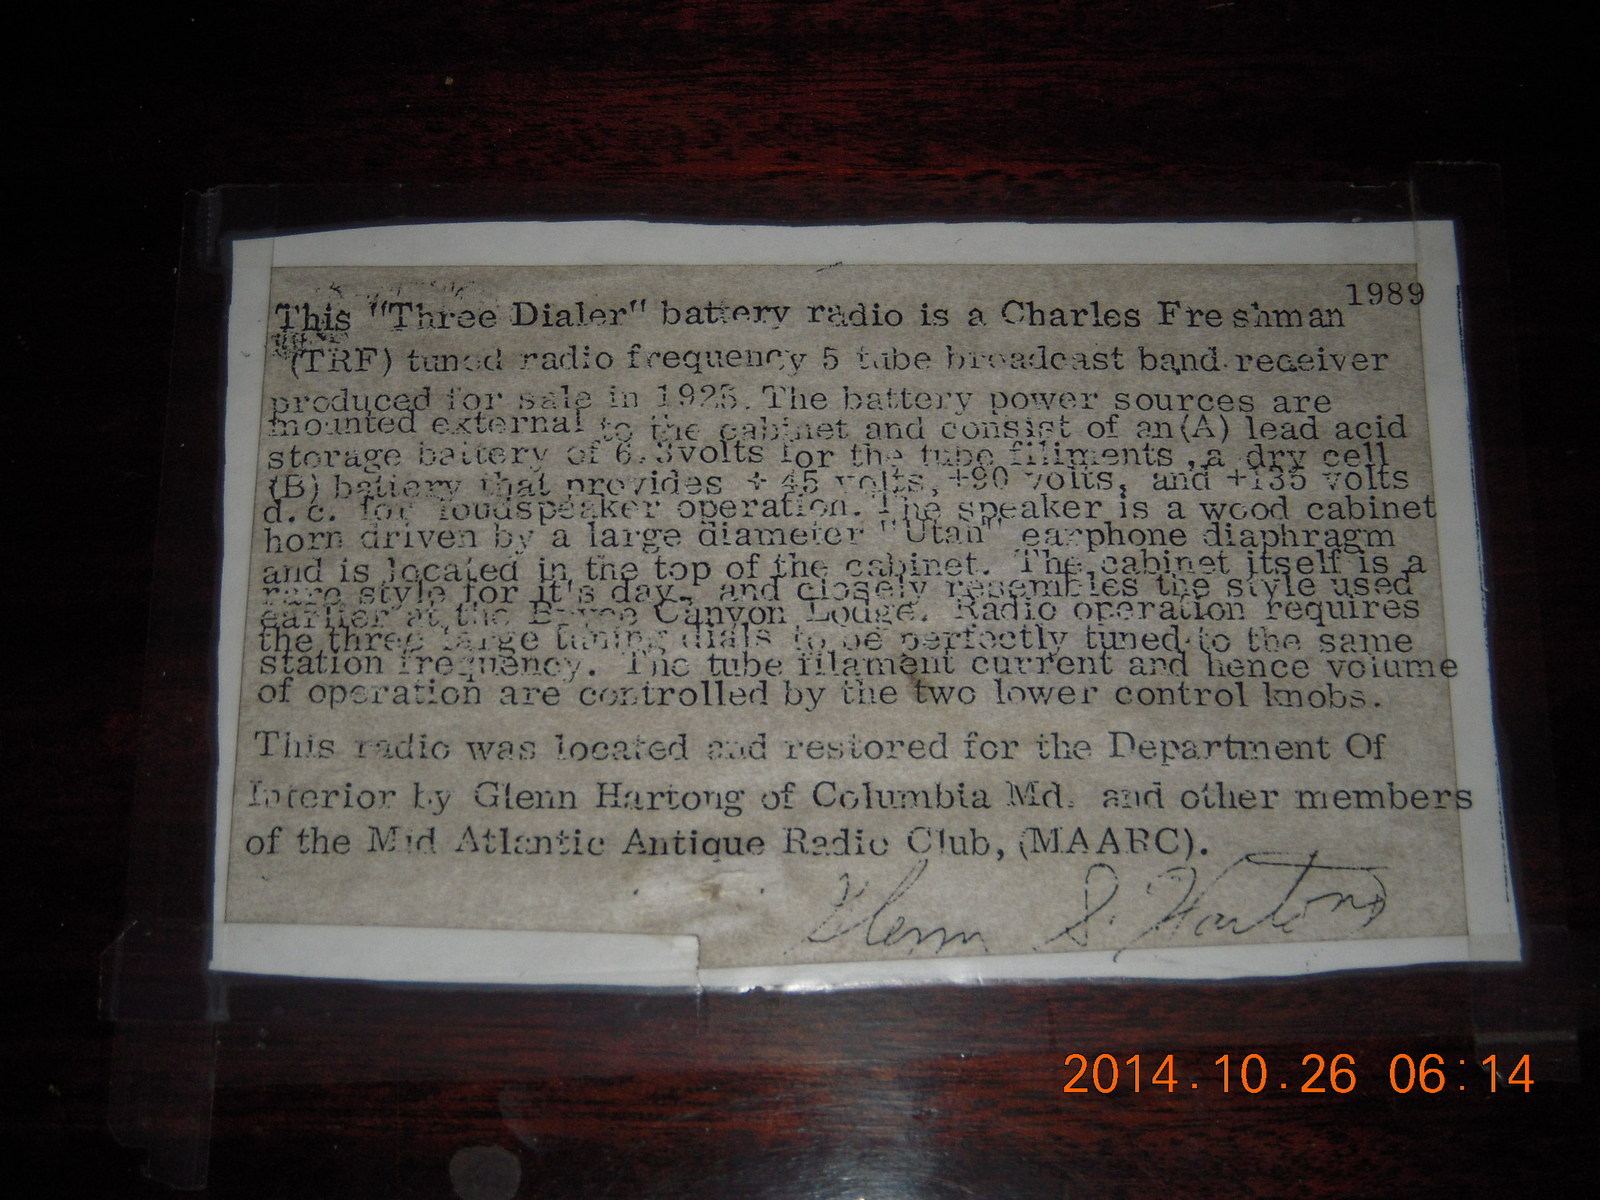 1989
This "Three Dialer" battery radio is a Charles Freshman
(TRF) tuned radio frequency 5 tube broadcast band receiver
produced for sale in 1925. The battery power sources are
mounted external to the cabinet and consist of an(A) lead acid
storage battery of 6.3volts for the tube filiments ,a dry cell
(B) battery that provides + 45 volts, +90 volts, and +135 volts
d.c. for loudspeaker operation. The speaker is a wood cabinet
horn driven by a large diameter "Utah" earphone diaphragm
and is located in the top of the cabinet. The cabinet itself is a
rare style for it's day, and closely resembles the style used
earlier at the Bryce Canyon Lodge. Radio operation requires
the three large tuning dials to be perfectly tuned to the same
station frequency. The tube filament current and hence volume
of operation are controlled by the two lower control knobs.
This radio was located and restored for the Department Of
Interior by Glenn Hartong of Columbia Md. and other members
of the Mid Atlantic Antique Radio Club, (MAARC).
Glenn S. Hartong
2014.10.26 06:14